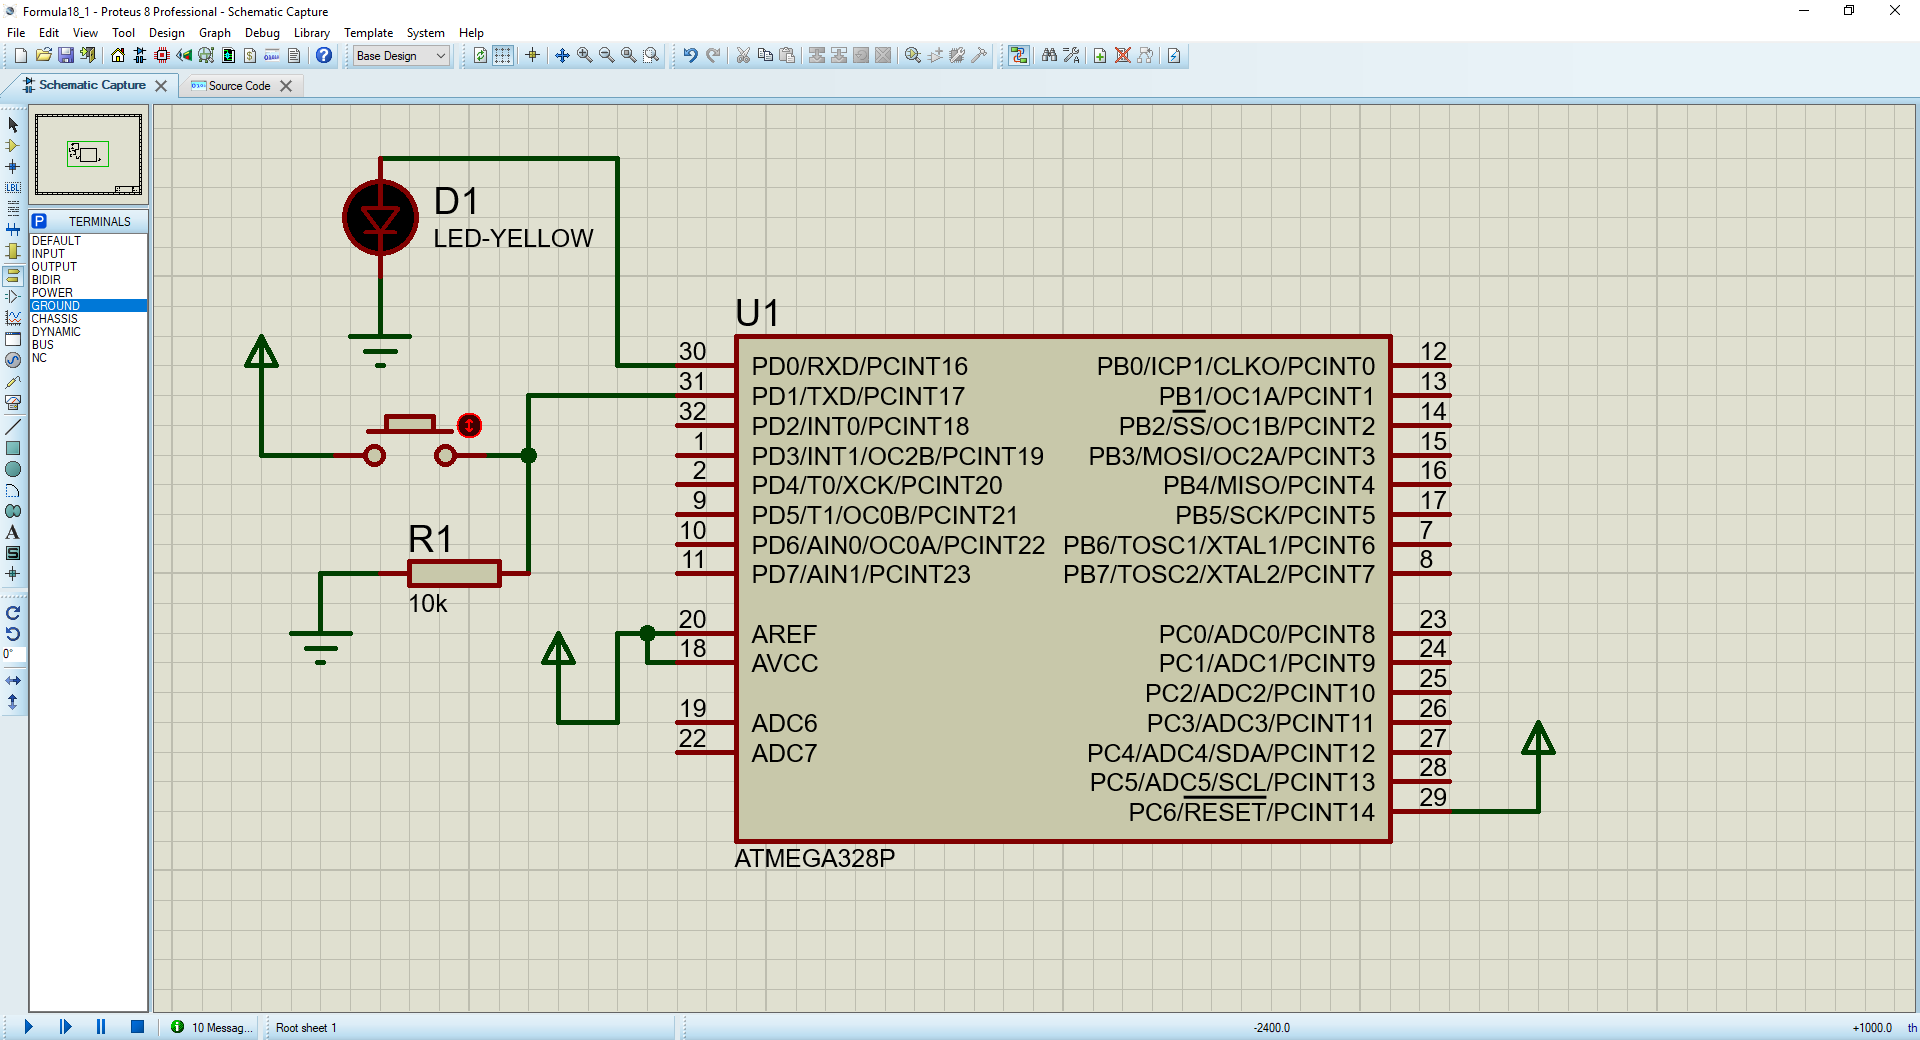 Formula18_1 - Proteus 8 Professional - Schematic Capture
File Edit View Tool Design Graph Debug Library Template System Help
Base Design
Schematic Capture
Source Code
P TERMINALS
DEFAULT
INPUT
OUTPUT
BIDIR
POWER
GROUND
CHASSIS
DYNAMIC
BUS
NC
LBL
A
S
0°
D1
LED-YELLOW
R1
10k
U1
30 PD0/RXD/PCINT16
31 PD1/TXD/PCINT17
32 PD2/INT0/PCINT18
1 PD3/INT1/OC2B/PCINT19
2 PD4/T0/XCK/PCINT20
9 PD5/T1/OC0B/PCINT21
10 PD6/AIN0/OC0A/PCINT22
11 PD7/AIN1/PCINT23
20 AREF
18 AVCC
19 ADC6
22 ADC7
PB0/ICP1/CLKO/PCINT0 12
PB1/OC1A/PCINT1 13
PB2/SS/OC1B/PCINT2 14
PB3/MOSI/OC2A/PCINT3 15
PB4/MISO/PCINT4 16
PB5/SCK/PCINT5 17
PB6/TOSC1/XTAL1/PCINT6 7
PB7/TOSC2/XTAL2/PCINT7 8
PC0/ADC0/PCINT8 23
PC1/ADC1/PCINT9 24
PC2/ADC2/PCINT10 25
PC3/ADC3/PCINT11 26
PC4/ADC4/SDA/PCINT12 27
PC5/ADC5/SCL/PCINT13 28
PC6/RESET/PCINT14 29
ATMEGA328P
10 Messag... Root sheet 1 -2400.0 +1000.0 th